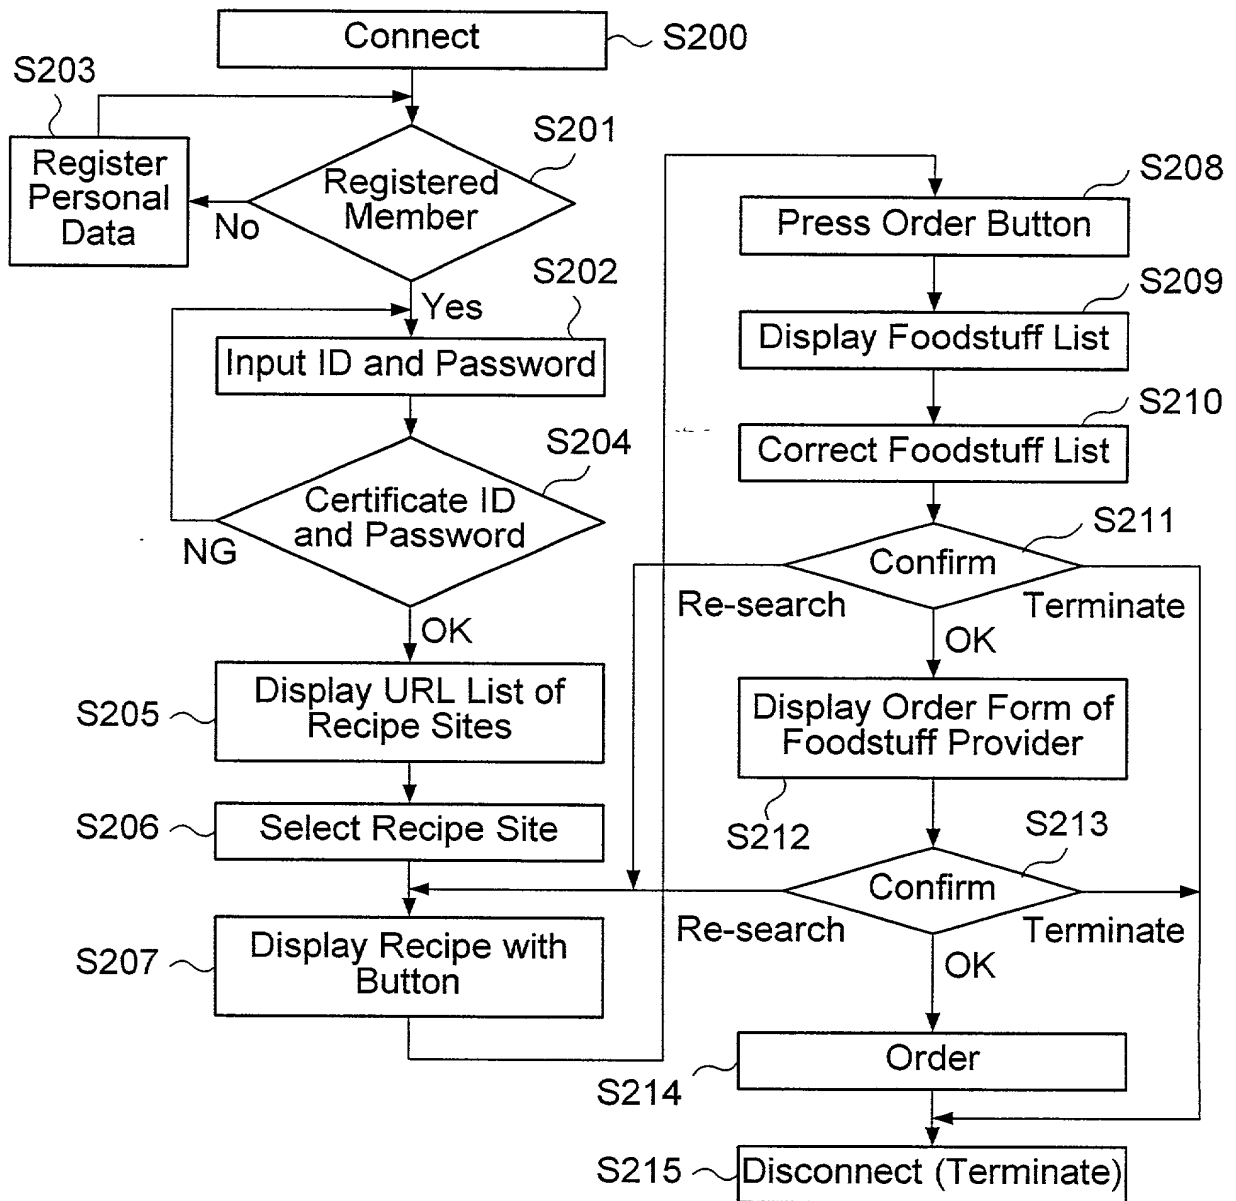 Connect
S200
S203
Register
Personal
Data
S201
Registered
Member
No
Yes
S202
Input ID and Password
S204
Certificate ID
and Password
NG
OK
S205
Display URL List of
Recipe Sites
S206
Select Recipe Site
S207
Display Recipe with
Button
S208
Press Order Button
S209
Display Foodstuff List
S210
Correct Foodstuff List
S211
Confirm
Re-search
Terminate
OK
Display Order Form of
Foodstuff Provider
S212
S213
Confirm
Re-search
Terminate
OK
Order
S214
S215
Disconnect (Terminate)